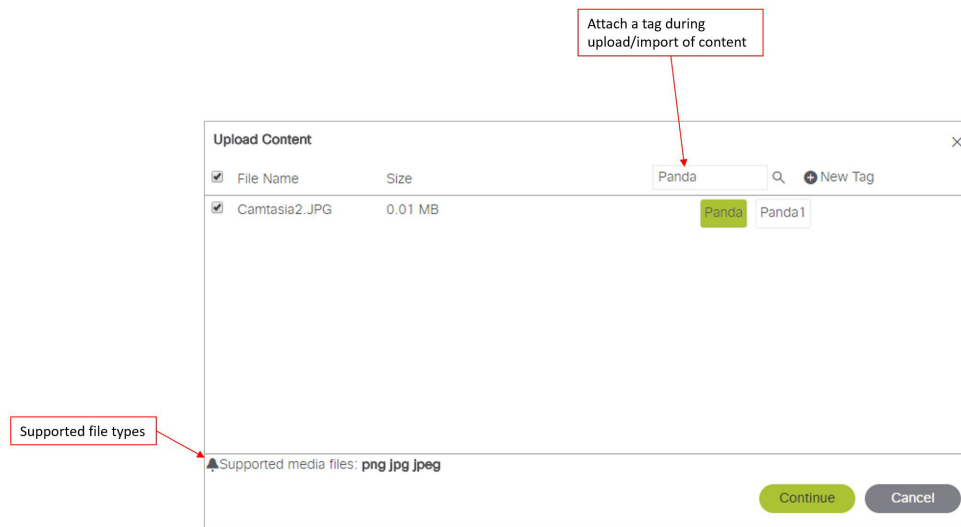 Attach a tag during
upload/import of content
Upload Content
File Name Size Panda New Tag
Camtasia2.JPG 0.01 MB Panda Panda1
Supported file types
Supported media files: png jpg jpeg
Continue Cancel